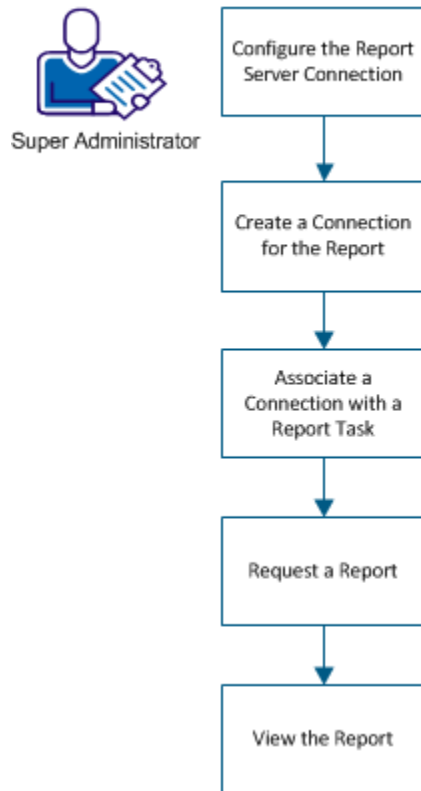 Super Administrator
Configure the Report
Server Connection
Create a Connection
for the Report
Associate a
Connection with a
Report Task
Request a Report
View the Report